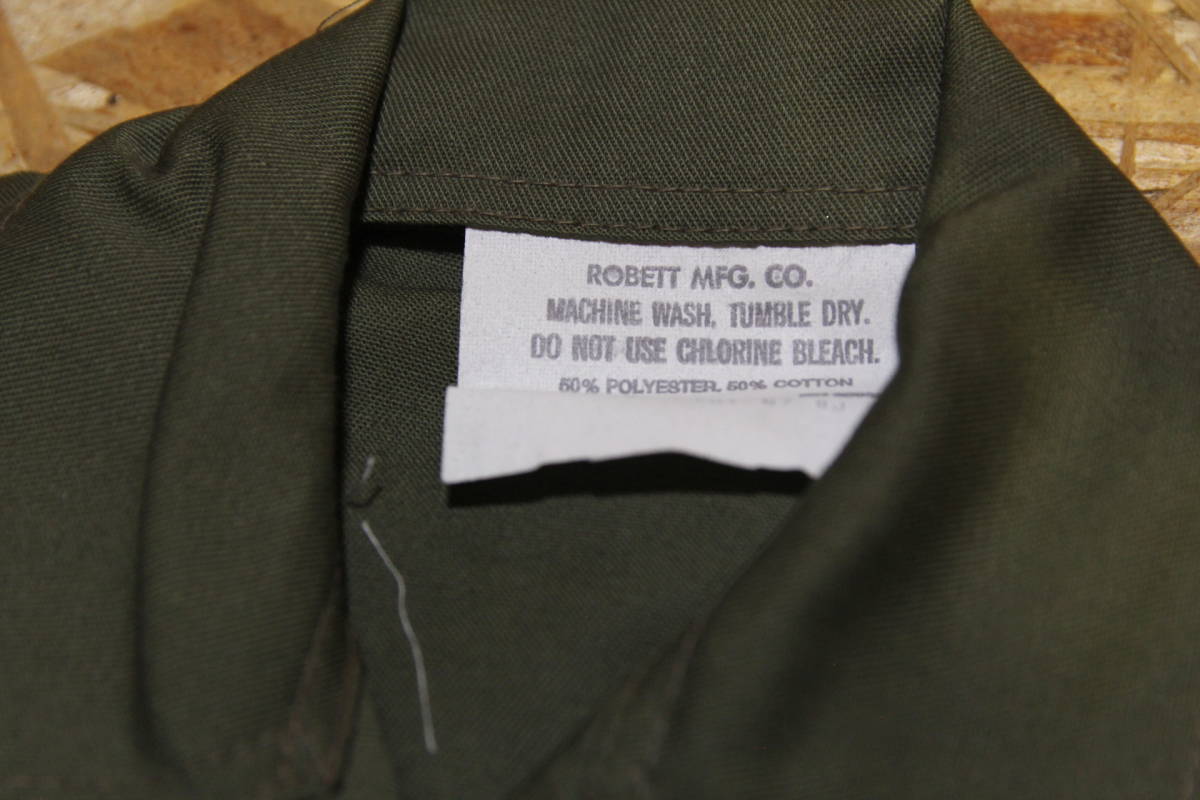 ROBETT MFG. CO.
MACHINE WASH, TUMBLE DRY.
DO NOT USE CHLORINE BLEACH.
50% POLYESTER, 50% COTTON